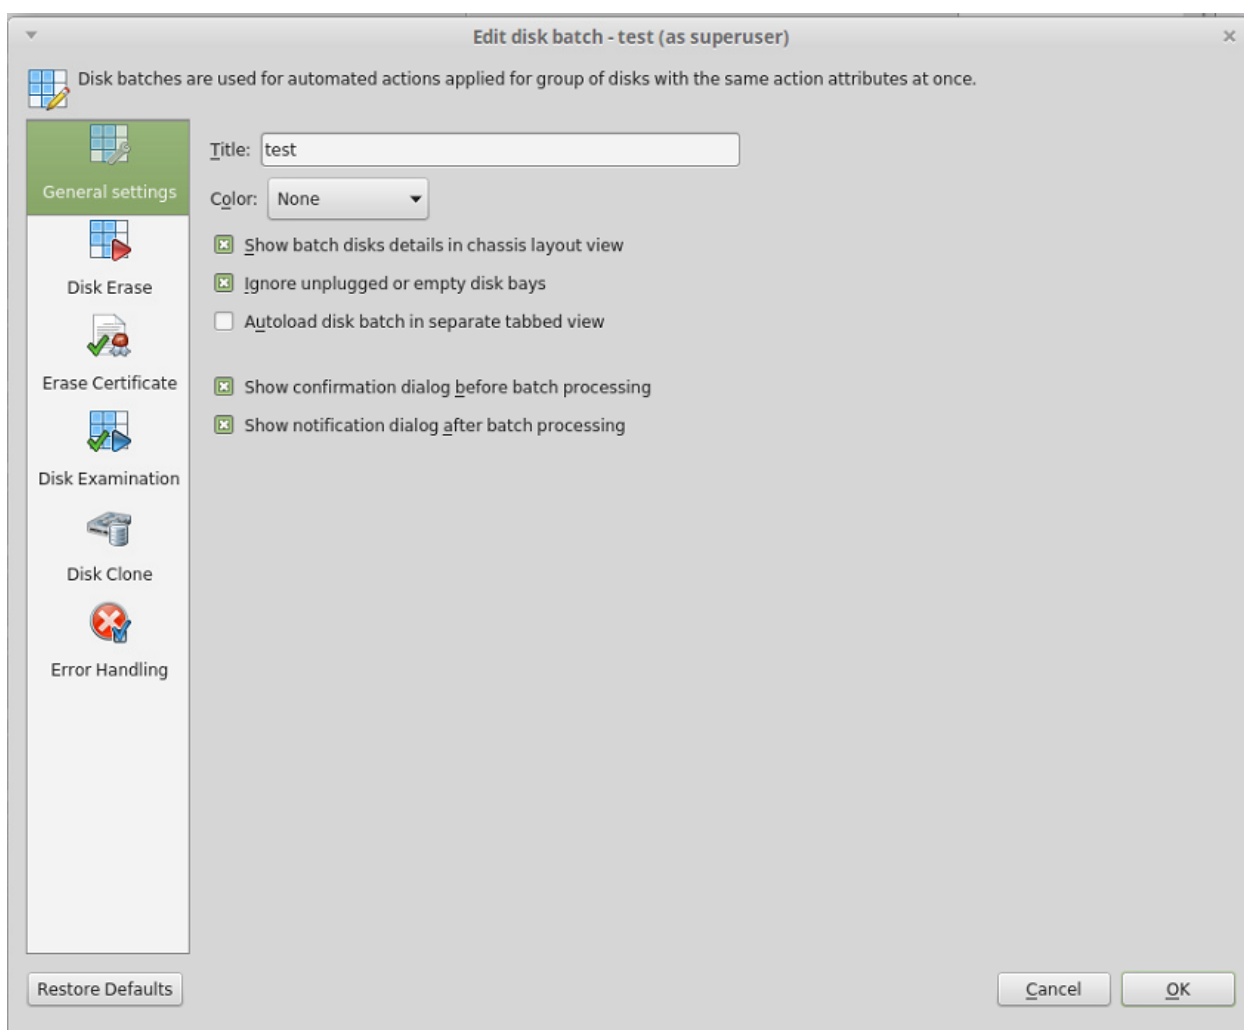 Edit disk batch - test (as superuser)
Disk batches are used for automated actions applied for group of disks with the same action attributes at once.
General settings
Disk Erase
Erase Certificate
Disk Examination
Disk Clone
Error Handling
Title: test
Color: None
Show batch disks details in chassis layout view
Ignore unplugged or empty disk bays
Autoload disk batch in separate tabbed view
Show confirmation dialog before batch processing
Show notification dialog after batch processing
Restore Defaults
Cancel
OK